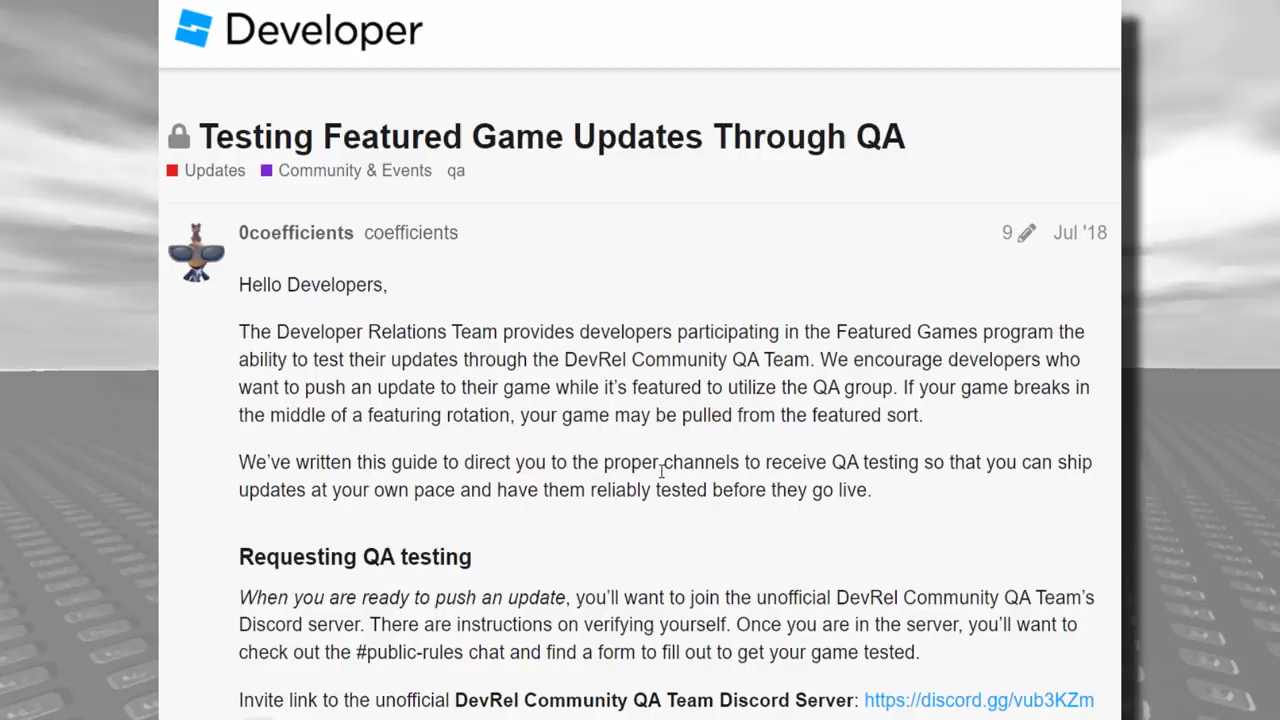 Developer
Testing Featured Game Updates Through QA
Updates Community & Events qa
0coefficients coefficients 9 Jul '18
Hello Developers,
The Developer Relations Team provides developers participating in the Featured Games program the
ability to test their updates through the DevRel Community QA Team. We encourage developers who
want to push an update to their game while it’s featured to utilize the QA group. If your game breaks in
the middle of a featuring rotation, your game may be pulled from the featured sort.
We’ve written this guide to direct you to the proper channels to receive QA testing so that you can ship
updates at your own pace and have them reliably tested before they go live.
Requesting QA testing
When you are ready to push an update, you’ll want to join the unofficial DevRel Community QA Team’s
Discord server. There are instructions on verifying yourself. Once you are in the server, you’ll want to
check out the #public-rules chat and find a form to fill out to get your game tested.
Invite link to the unofficial DevRel Community QA Team Discord Server: https://discord.gg/vub3KZm